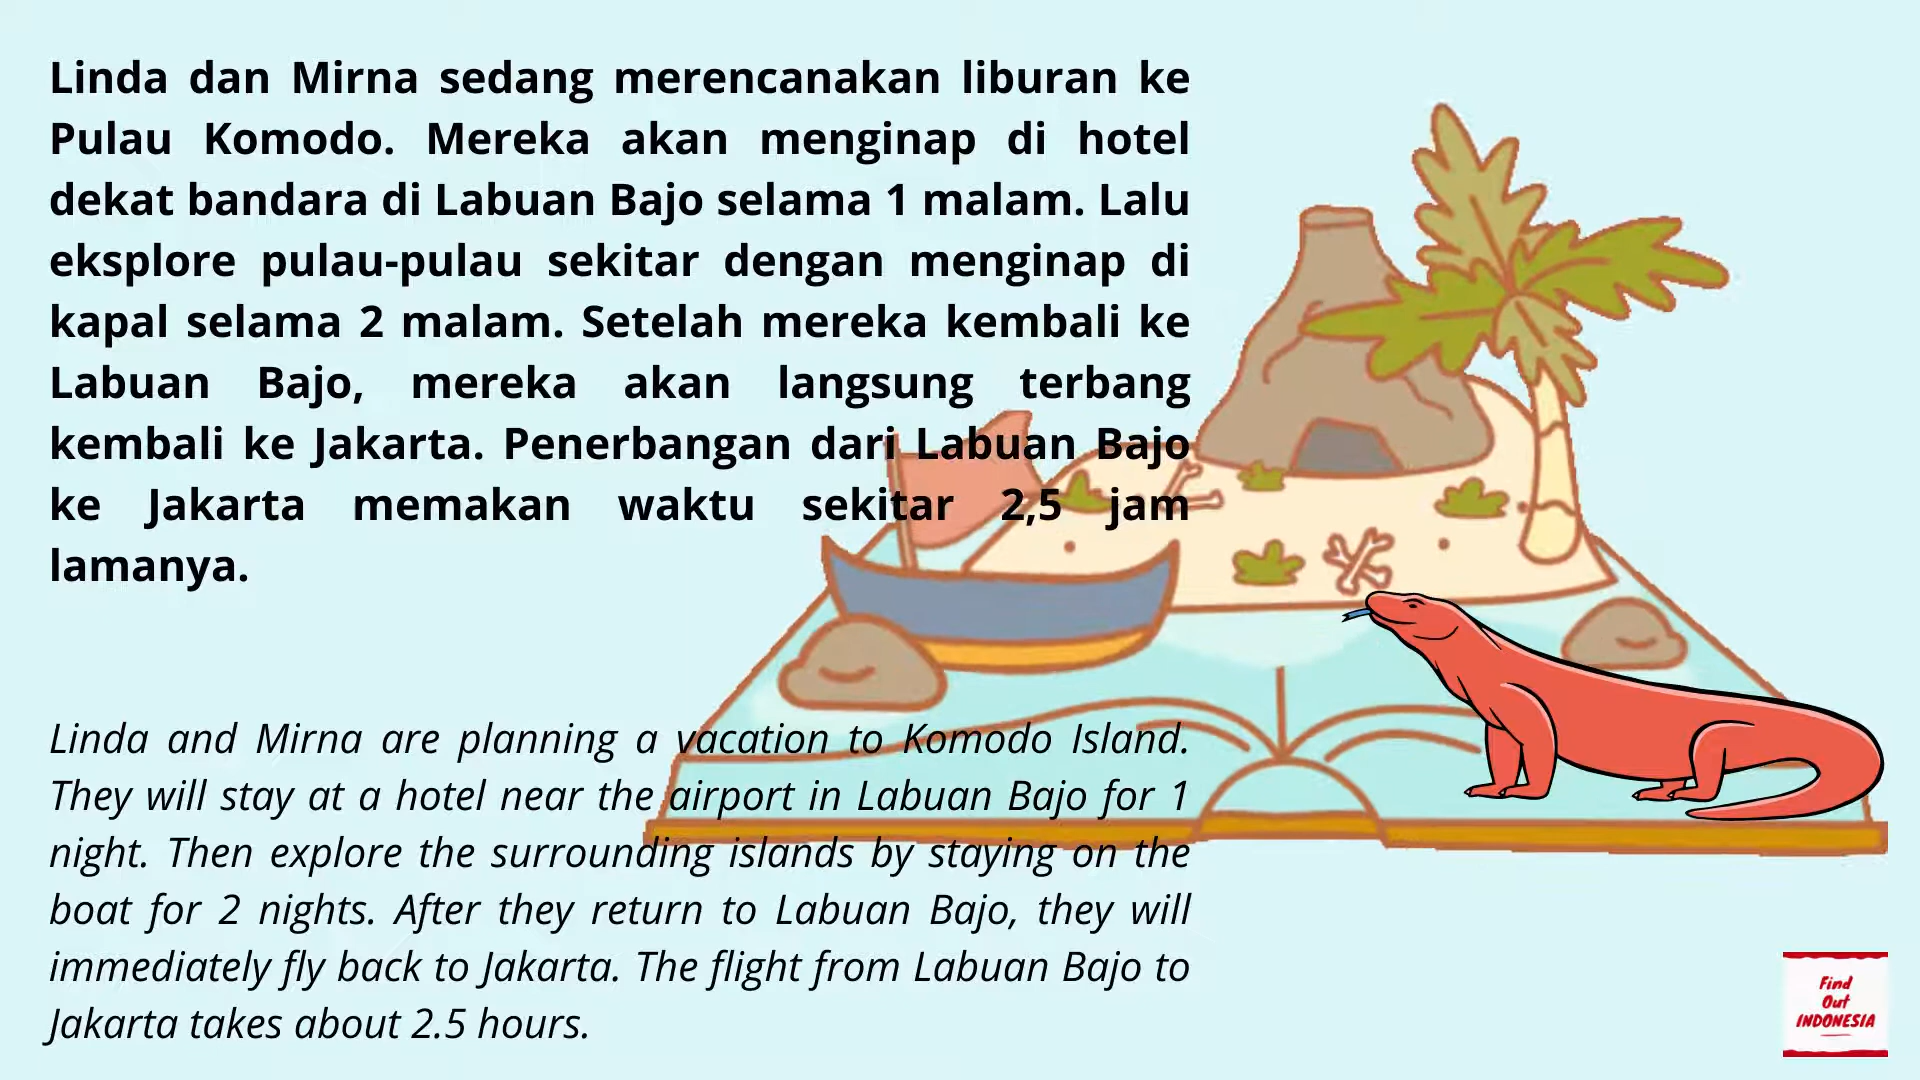 Linda dan Mirna sedang merencanakan liburan ke
Pulau Komodo. Mereka akan menginap di hotel
dekat bandara di Labuan Bajo selama 1 malam. Lalu
eksplore pulau-pulau sekitar dengan menginap di
kapal selama 2 malam. Setelah mereka kembali ke
Labuan Bajo, mereka akan langsung terbang
kembali ke Jakarta. Penerbangan dari Labuan Bajo
ke Jakarta memakan waktu sekitar 2,5 jam
lamanya.
Linda and Mirna are planning a vacation to Komodo Island.
They will stay at a hotel near the airport in Labuan Bajo for 1
night. Then explore the surrounding islands by staying on the
boat for 2 nights. After they return to Labuan Bajo, they will
immediately fly back to Jakarta. The flight from Labuan Bajo to
Jakarta takes about 2.5 hours.
Find
Out
INDONESIA